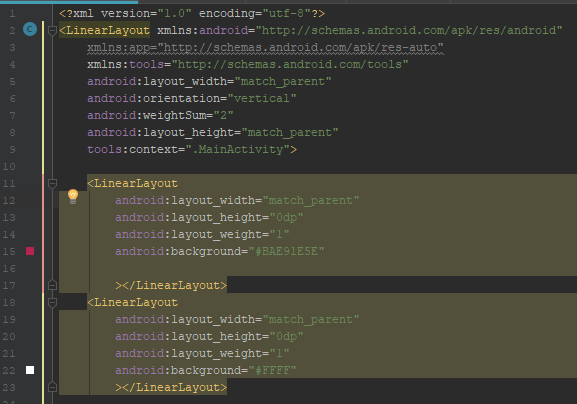 1 <?xml version="1.0" encoding="utf-8"?>
2 C <LinearLayout xmlns:android="http://schemas.android.com/apk/res/android"
3 xmlns:app="http://schemas.android.com/apk/res-auto"
4 xmlns:tools="http://schemas.android.com/tools"
5 android:layout_width="match_parent"
6 android:orientation="vertical"
7 android:weightSum="2"
8 android:layout_height="match_parent"
9 tools:context=".MainActivity">
10
11 <LinearLayout
12 android:layout_width="match_parent"
13 android:layout_height="0dp"
14 android:layout_weight="1"
15 android:background="#BAE91E5E"
16
17 ></LinearLayout>
18 <LinearLayout
19 android:layout_width="match_parent"
20 android:layout_height="0dp"
21 android:layout_weight="1"
22 android:background="#FFFF"
23 ></LinearLayout>